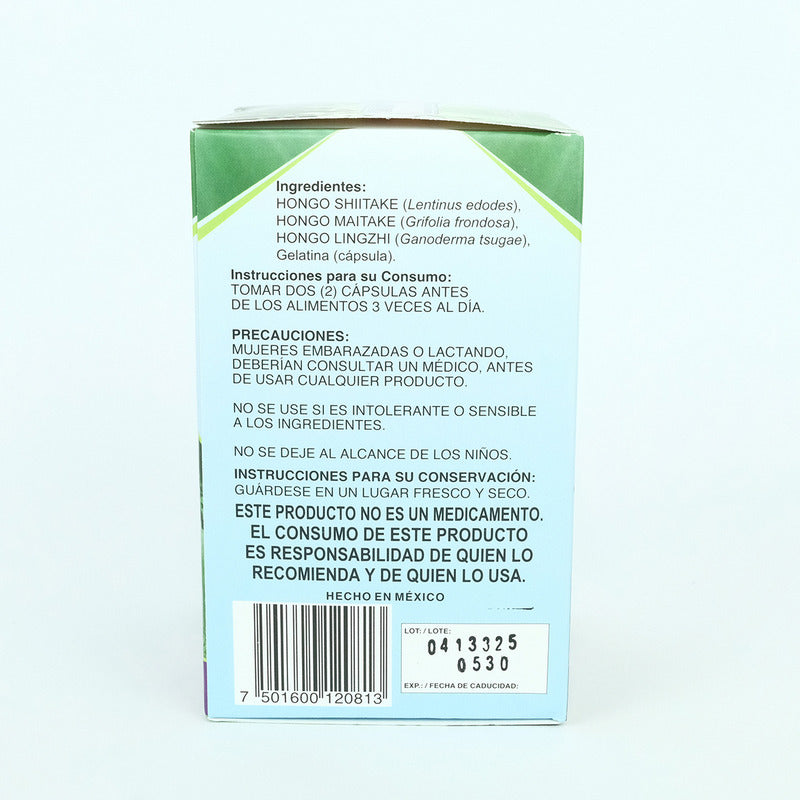 Ingredientes:
HONGO SHIITAKE (Lentinus edodes),
HONGO MAITAKE (Grifolia frondosa),
HONGO LINGZHI (Ganoderma tsugae),
Gelatina (cápsula).
Instrucciones para su Consumo:
TOMAR DOS (2) CÁPSULAS ANTES
DE LOS ALIMENTOS 3 VECES AL DÍA.
PRECAUCIONES:
MUJERES EMBARAZADAS O LACTANDO,
DEBERÍAN CONSULTAR UN MÉDICO, ANTES
DE USAR CUALQUIER PRODUCTO.
NO SE USE SI ES INTOLERANTE O SENSIBLE
A LOS INGREDIENTES.
NO SE DEJE AL ALCANCE DE LOS NIÑOS.
INSTRUCCIONES PARA SU CONSERVACIÓN:
GUÁRDESE EN UN LUGAR FRESCO Y SECO.
ESTE PRODUCTO NO ES UN MEDICAMENTO.
EL CONSUMO DE ESTE PRODUCTO
ES RESPONSABILIDAD DE QUIEN LO
RECOMIENDA Y DE QUIEN LO USA.
HECHO EN MÉXICO
7 501600 120813
LOT: / LOTE:
0413325
0530
EXP.: / FECHA DE CADUCIDAD: